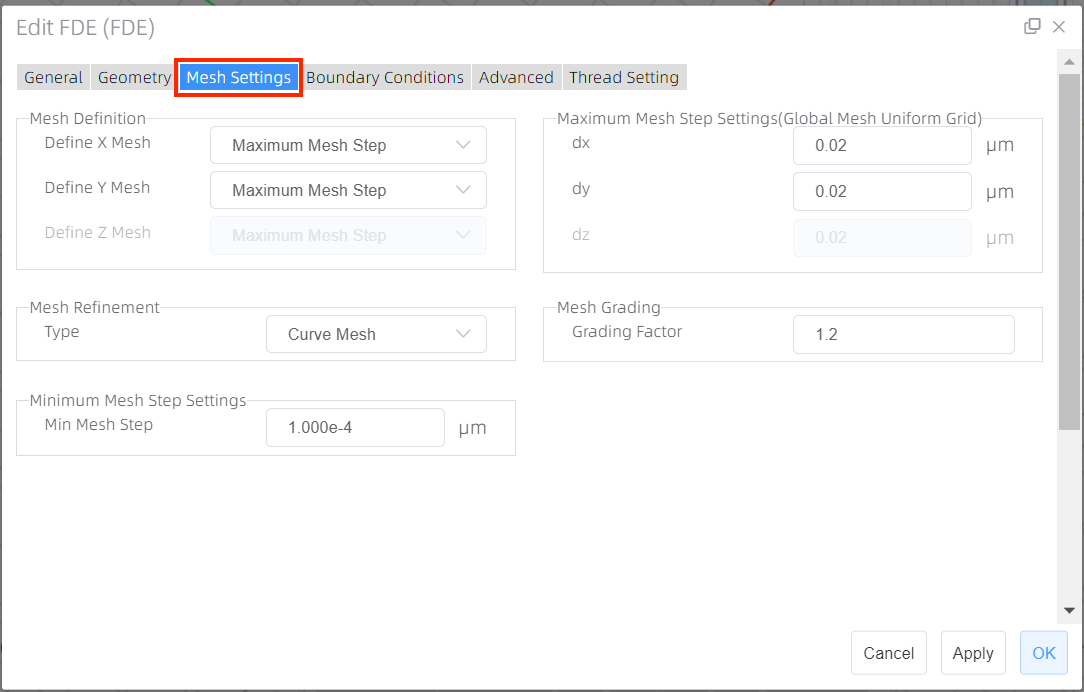 Edit FDE (FDE)
General Geometry Mesh Settings Boundary Conditions Advanced Thread Setting
Mesh Definition
Define X Mesh Maximum Mesh Step
Define Y Mesh Maximum Mesh Step
Define Z Mesh Maximum Mesh Step
Maximum Mesh Step Settings(Global Mesh Uniform Grid)
dx 0.02 μm
dy 0.02 μm
dz 0.02 μm
Mesh Refinement
Type Curve Mesh
Mesh Grading
Grading Factor 1.2
Minimum Mesh Step Settings
Min Mesh Step 1.000e-4 μm
Cancel Apply OK